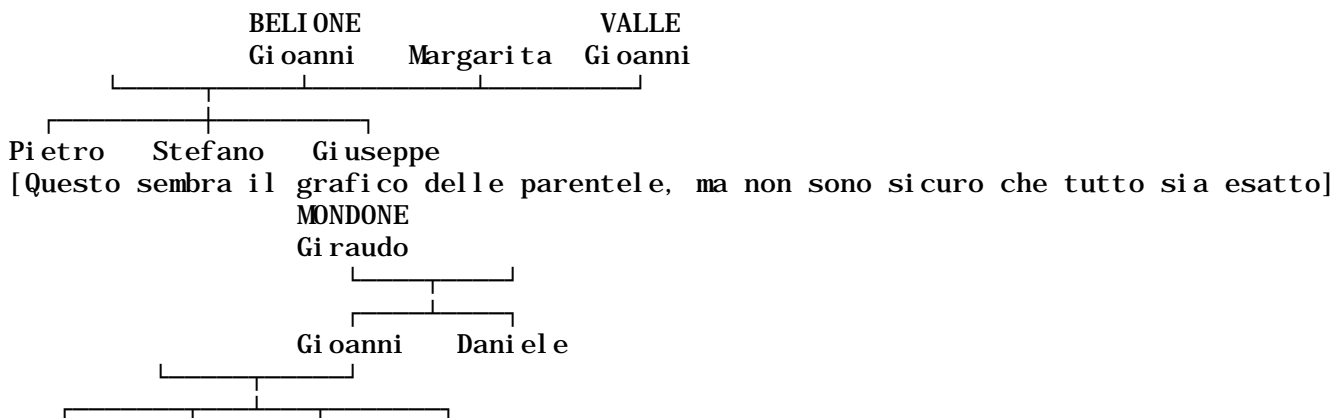 BELIONE VALLE
Gioanni Margarita Gioanni
Pietro Stefano Giuseppe
[Questo sembra il grafico delle parentele, ma non sono sicuro che tutto sia esatto]
MONDONE
Giraudo
Gioanni Daniele